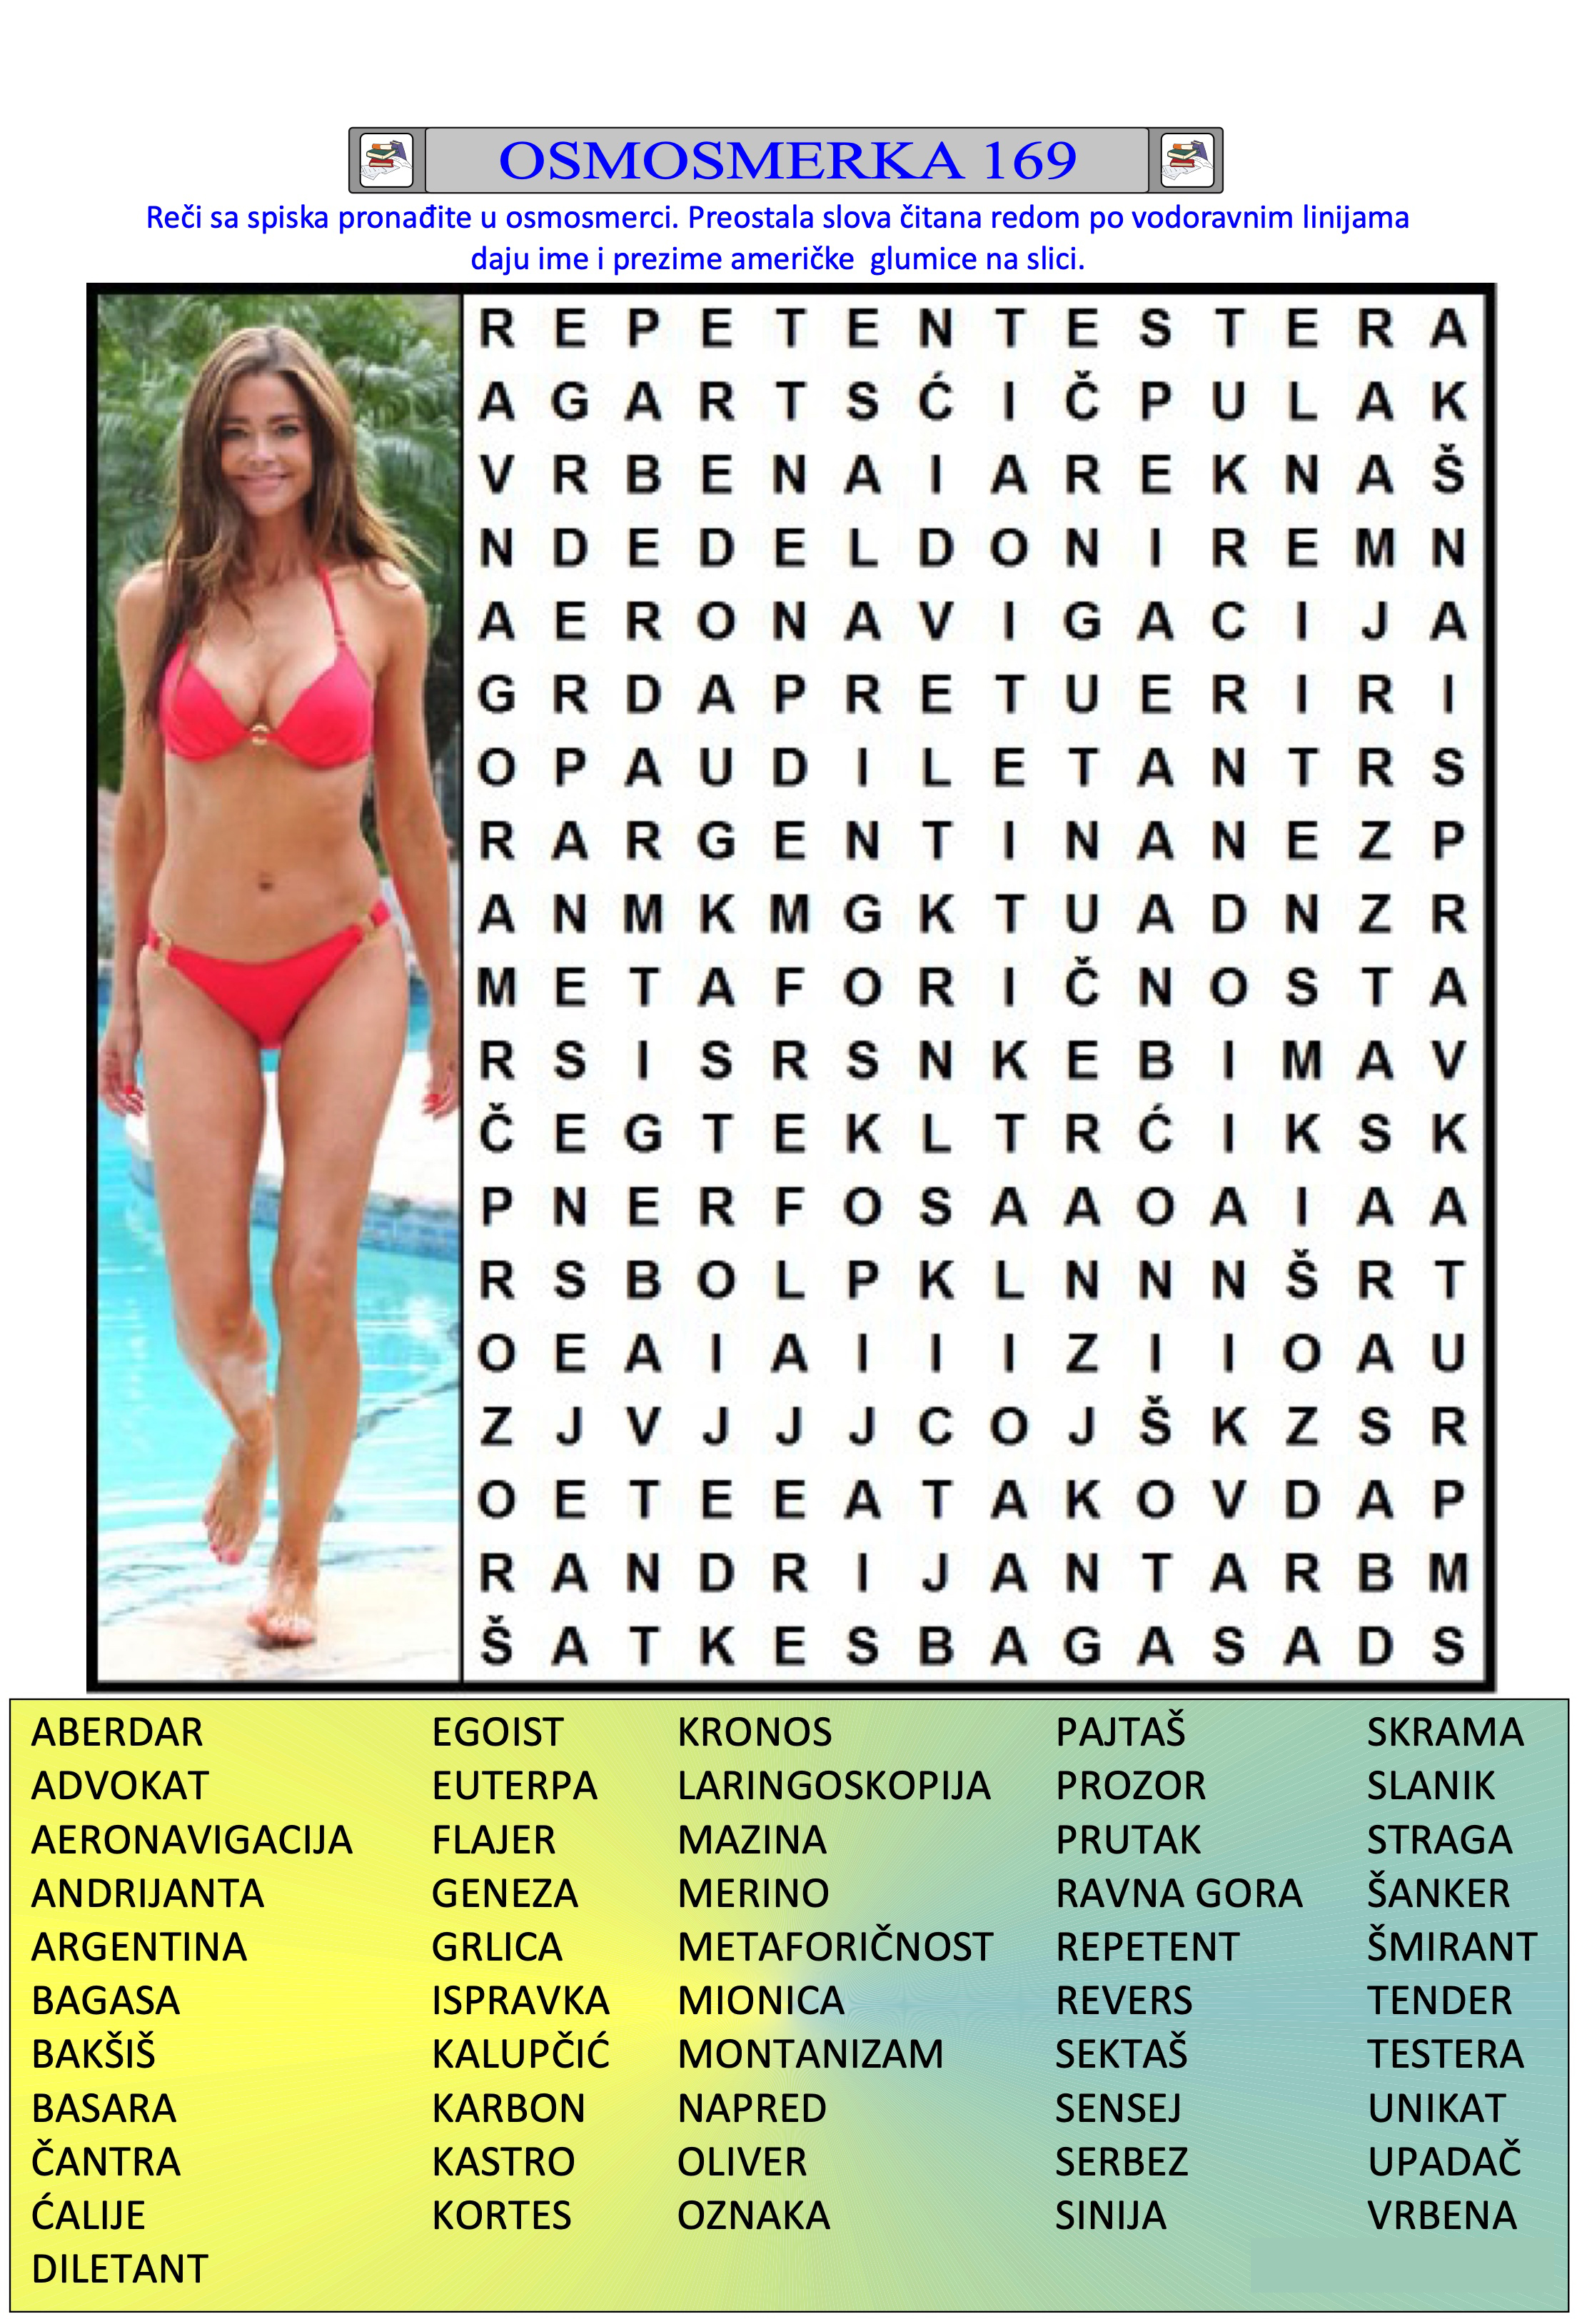 OSMOSMERKA 169
Reči sa spiska pronađite u osmosmerci. Preostala slova čitana redom po vodoravnim linijama
daju ime i prezime američke glumice na slici.
R E P E T E N T E S T E R A
A G A R T S Ć I Č P U L A K
V R B E N A I A R E K N A Š
N D E D E L D O N I R E M N
A E R O N A V I G A C I J A
G R D A P R E T U E R I R I
O P A U D I L E T A N T R S
R A R G E N T I N A N E Z P
A N M K M G K T U A D N Z R
M E T A F O R I Č N O S T A
R S I S R S N K E B I M A V
Č E G T E K L T R Ć I K S K
P N E R F O S A A O A I A A
R S B O L P K L N N N Š R T
O E A I A I I I Z I I O A U
Z J V J J J C O J Š K Z S R
O E T E E A T A K O V D A P
R A N D R I J A N T A R B M
Š A T K E S B A G A S A D S
ABERDAR EGOIST KRONOS PAJTAŠ SKRAMA
ADVOKAT EUTERPA LARINGOSKOPIJA PROZOR SLANIK
AERONAVIGACIJA FLAJER MAZINA PRUTAK STRAGA
ANDRIJANTA GENEZA MERINO RAVNA GORA ŠANKER
ARGENTINA GRLICA METAFORIČNOST REPETENT ŠMIRANT
BAGASA ISPRAVKA MIONICA REVERS TENDER
BAKŠIŠ KALUPČIĆ MONTANIZAM SEKTAŠ TESTERA
BASARA KARBON NAPRED SENSEJ UNIKAT
ČANTRA KASTRO OLIVER SERBEZ UPADAČ
ĆALIJE KORTES OZNAKA SINIJA VRBENA
DILETANT